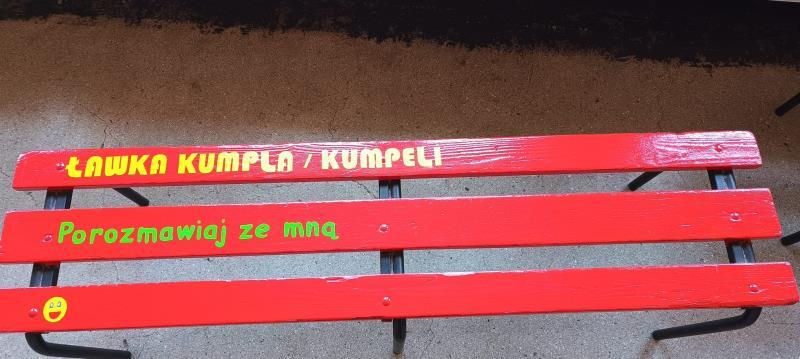 ŁAWKA KUMPLA / KUMPELI
Porozmawiaj ze mną